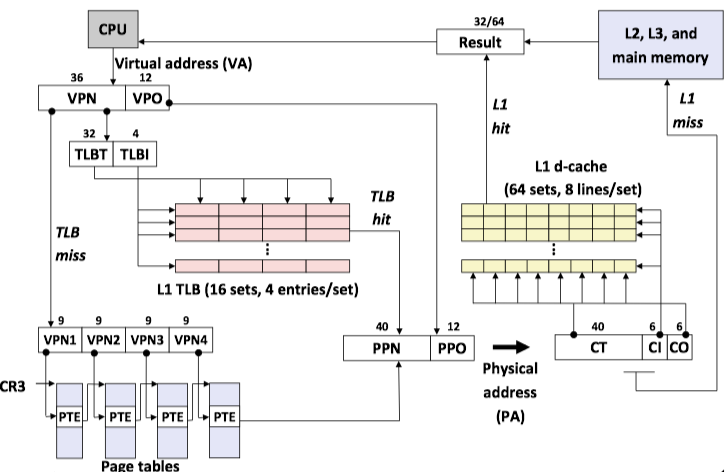 CPU
32/64
Result
L2, L3, and
main memory
Virtual address (VA)
36
12
VPN
VPO
L1
hit
L1
miss
32
4
TLBT
TLBI
L1 d-cache
(64 sets, 8 lines/set)
TLB
hit
TLB
miss
...
...
L1 TLB (16 sets, 4 entries/set)
9
9
9
9
VPN1
VPN2
VPN3
VPN4
40
12
PPN
PPO
40
6
6
CT
CI
CO
Physical
address
(PA)
CR3
PTE
PTE
PTE
PTE
Page tables